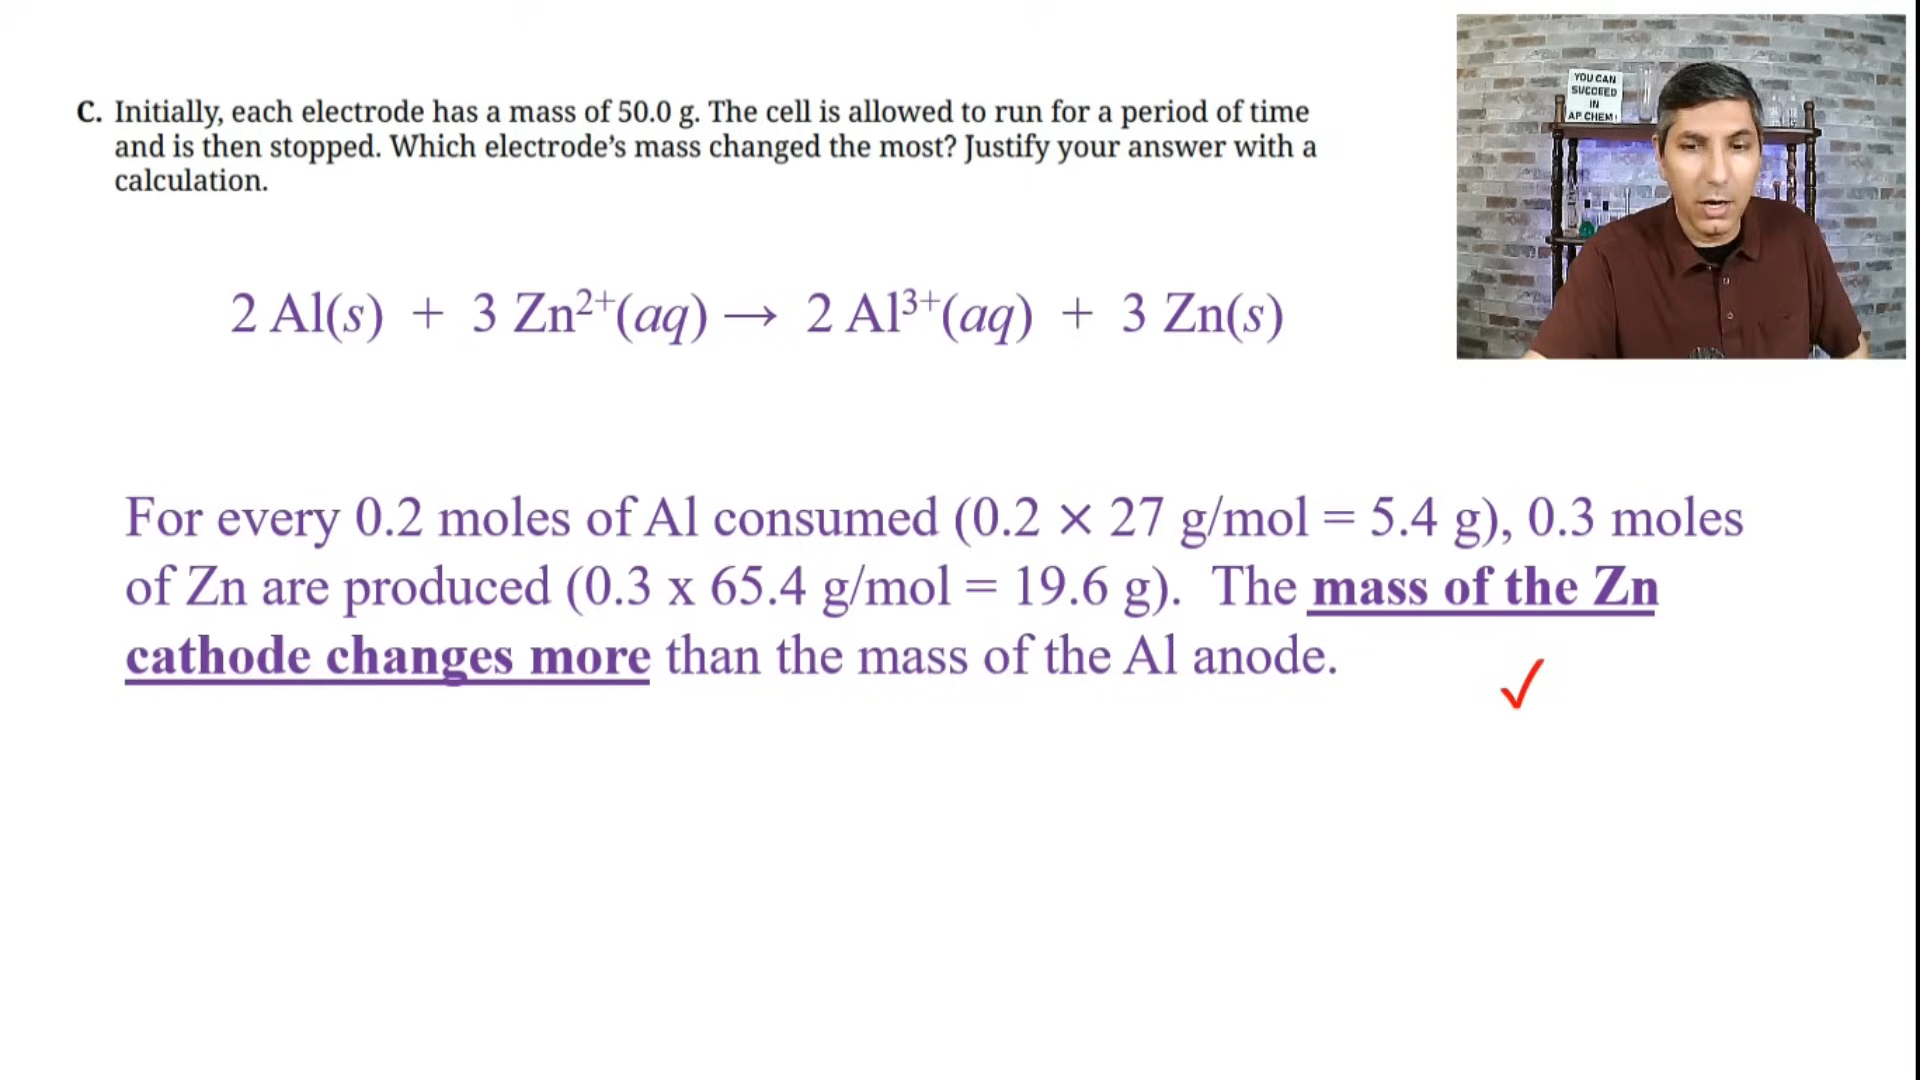 C. Initially, each electrode has a mass of 50.0 g. The cell is allowed to run for a period of time
and is then stopped. Which electrode's mass changed the most? Justify your answer with a
calculation.
2 Al(s) + 3 Zn²⁺(aq) → 2 Al³⁺(aq) + 3 Zn(s)
For every 0.2 moles of Al consumed (0.2 × 27 g/mol = 5.4 g), 0.3 moles
of Zn are produced (0.3 x 65.4 g/mol = 19.6 g). The mass of the Zn
cathode changes more than the mass of the Al anode.
YOU CAN
SUCCEED
IN
AP CHEM!